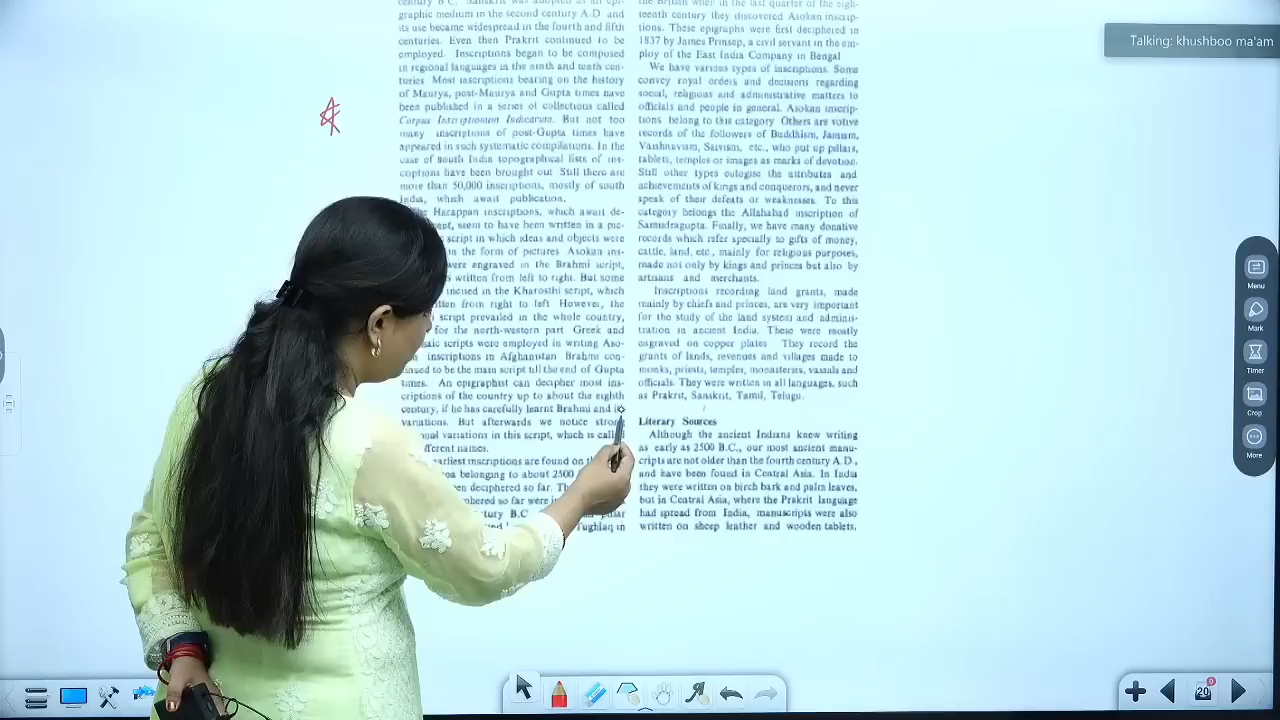 century B.C. Sanskrit was adopted as an epi-
graphic medium in the second century A.D and
its use became widespread in the fourth and fifth
centuries. Even then Prakrit continued to be
employed. Inscriptions began to be composed
in regional languages in the ninth and tenth cen-
turies Most inscriptions bearing on the history
of Maurya, post-Maurya and Gupta times have
been published in a series of collections called
Corpus Inscriptionum Indicarum. But not too
many inscriptions of post-Gupta times have
appeared in such systematic compilations. In the
case of south India topographical lists of ins-
criptions have been brought out Still there are
more than 50,000 inscriptions, mostly of south
India, which await publication.
Harappan inscriptions, which await de-
seem to have been written in a pic-
script in which ideas and objects were
in the form of pictures Asokan ins-
were engraved in the Brahmi script,
written from left to right. But some
incised in the Kharosthi script, which
from right to left However, the
script prevailed in the whole country,
for the north-western part Greek and
scripts were employed in writing Aso-
inscriptions in Afghanistan Brahmi con-
tinued to be the main script till the end of Gupta
times. An epigraphist can decipher most ins-
criptions of the country up to about the eighth
century, if he has carefully learnt Brahmi and its
variations. But afterwards we notice strong
variations in this script, which is called
names.
earliest inscriptions are found on
belonging to about 2500
deciphered so far.
so far were
B.C
Tughlaq in
the British when in the last quarter of the eigh-
teenth century they discovered Asokan inscrip-
tions. These epigraphs were first deciphered in
1837 by James Prinsep, a civil servant in the em-
ploy of the East India Company in Bengal
We have various types of inscriptions. Some
convey royal orders and decisions regarding
social, religious and administrative matters to
officials and people in general. Asokan inscrip-
tions belong to this category Others are votive
records of the followers of Buddhism, Jainism,
Vaishnavism, Saivism, etc., who put up pillars,
tablets, temples or images as marks of devotion.
Still other types eulogise the attributes and
achievements of kings and conquerors, and never
speak of their defeats or weaknesses To this
category belongs the Allahabad inscription of
Samudragupta. Finally, we have many donative
records which refer specially to gifts of money,
cattle, land, etc., mainly for religious purposes,
made not only by kings and princes but also by
artisans and merchants.
Inscriptions recording land grants, made
mainly by chiefs and princes, are very important
for the study of the land system and adminis-
tration in ancient India. These were mostly
engraved on copper plates They record the
grants of lands, revenues and villages made to
monks, priests, temples, monasteries, vassals and
officials. They were written in all languages, such
as Prakrit, Sanskrit, Tamil, Telugu.
Literary Sources
Although the ancient Indians knew writing
as early as 2500 B.C., our most ancient manu-
scripts are not older than the fourth century A.D.,
and have been found in Central Asia. In India
they were written on birch bark and palm leaves,
but in Central Asia, where the Prakrit language
had spread from India, manuscripts were also
written on sheep leather and wooden tablets.
Talking: khushboo ma'am
Menu
Mark
Timer
Crop
More
20
0